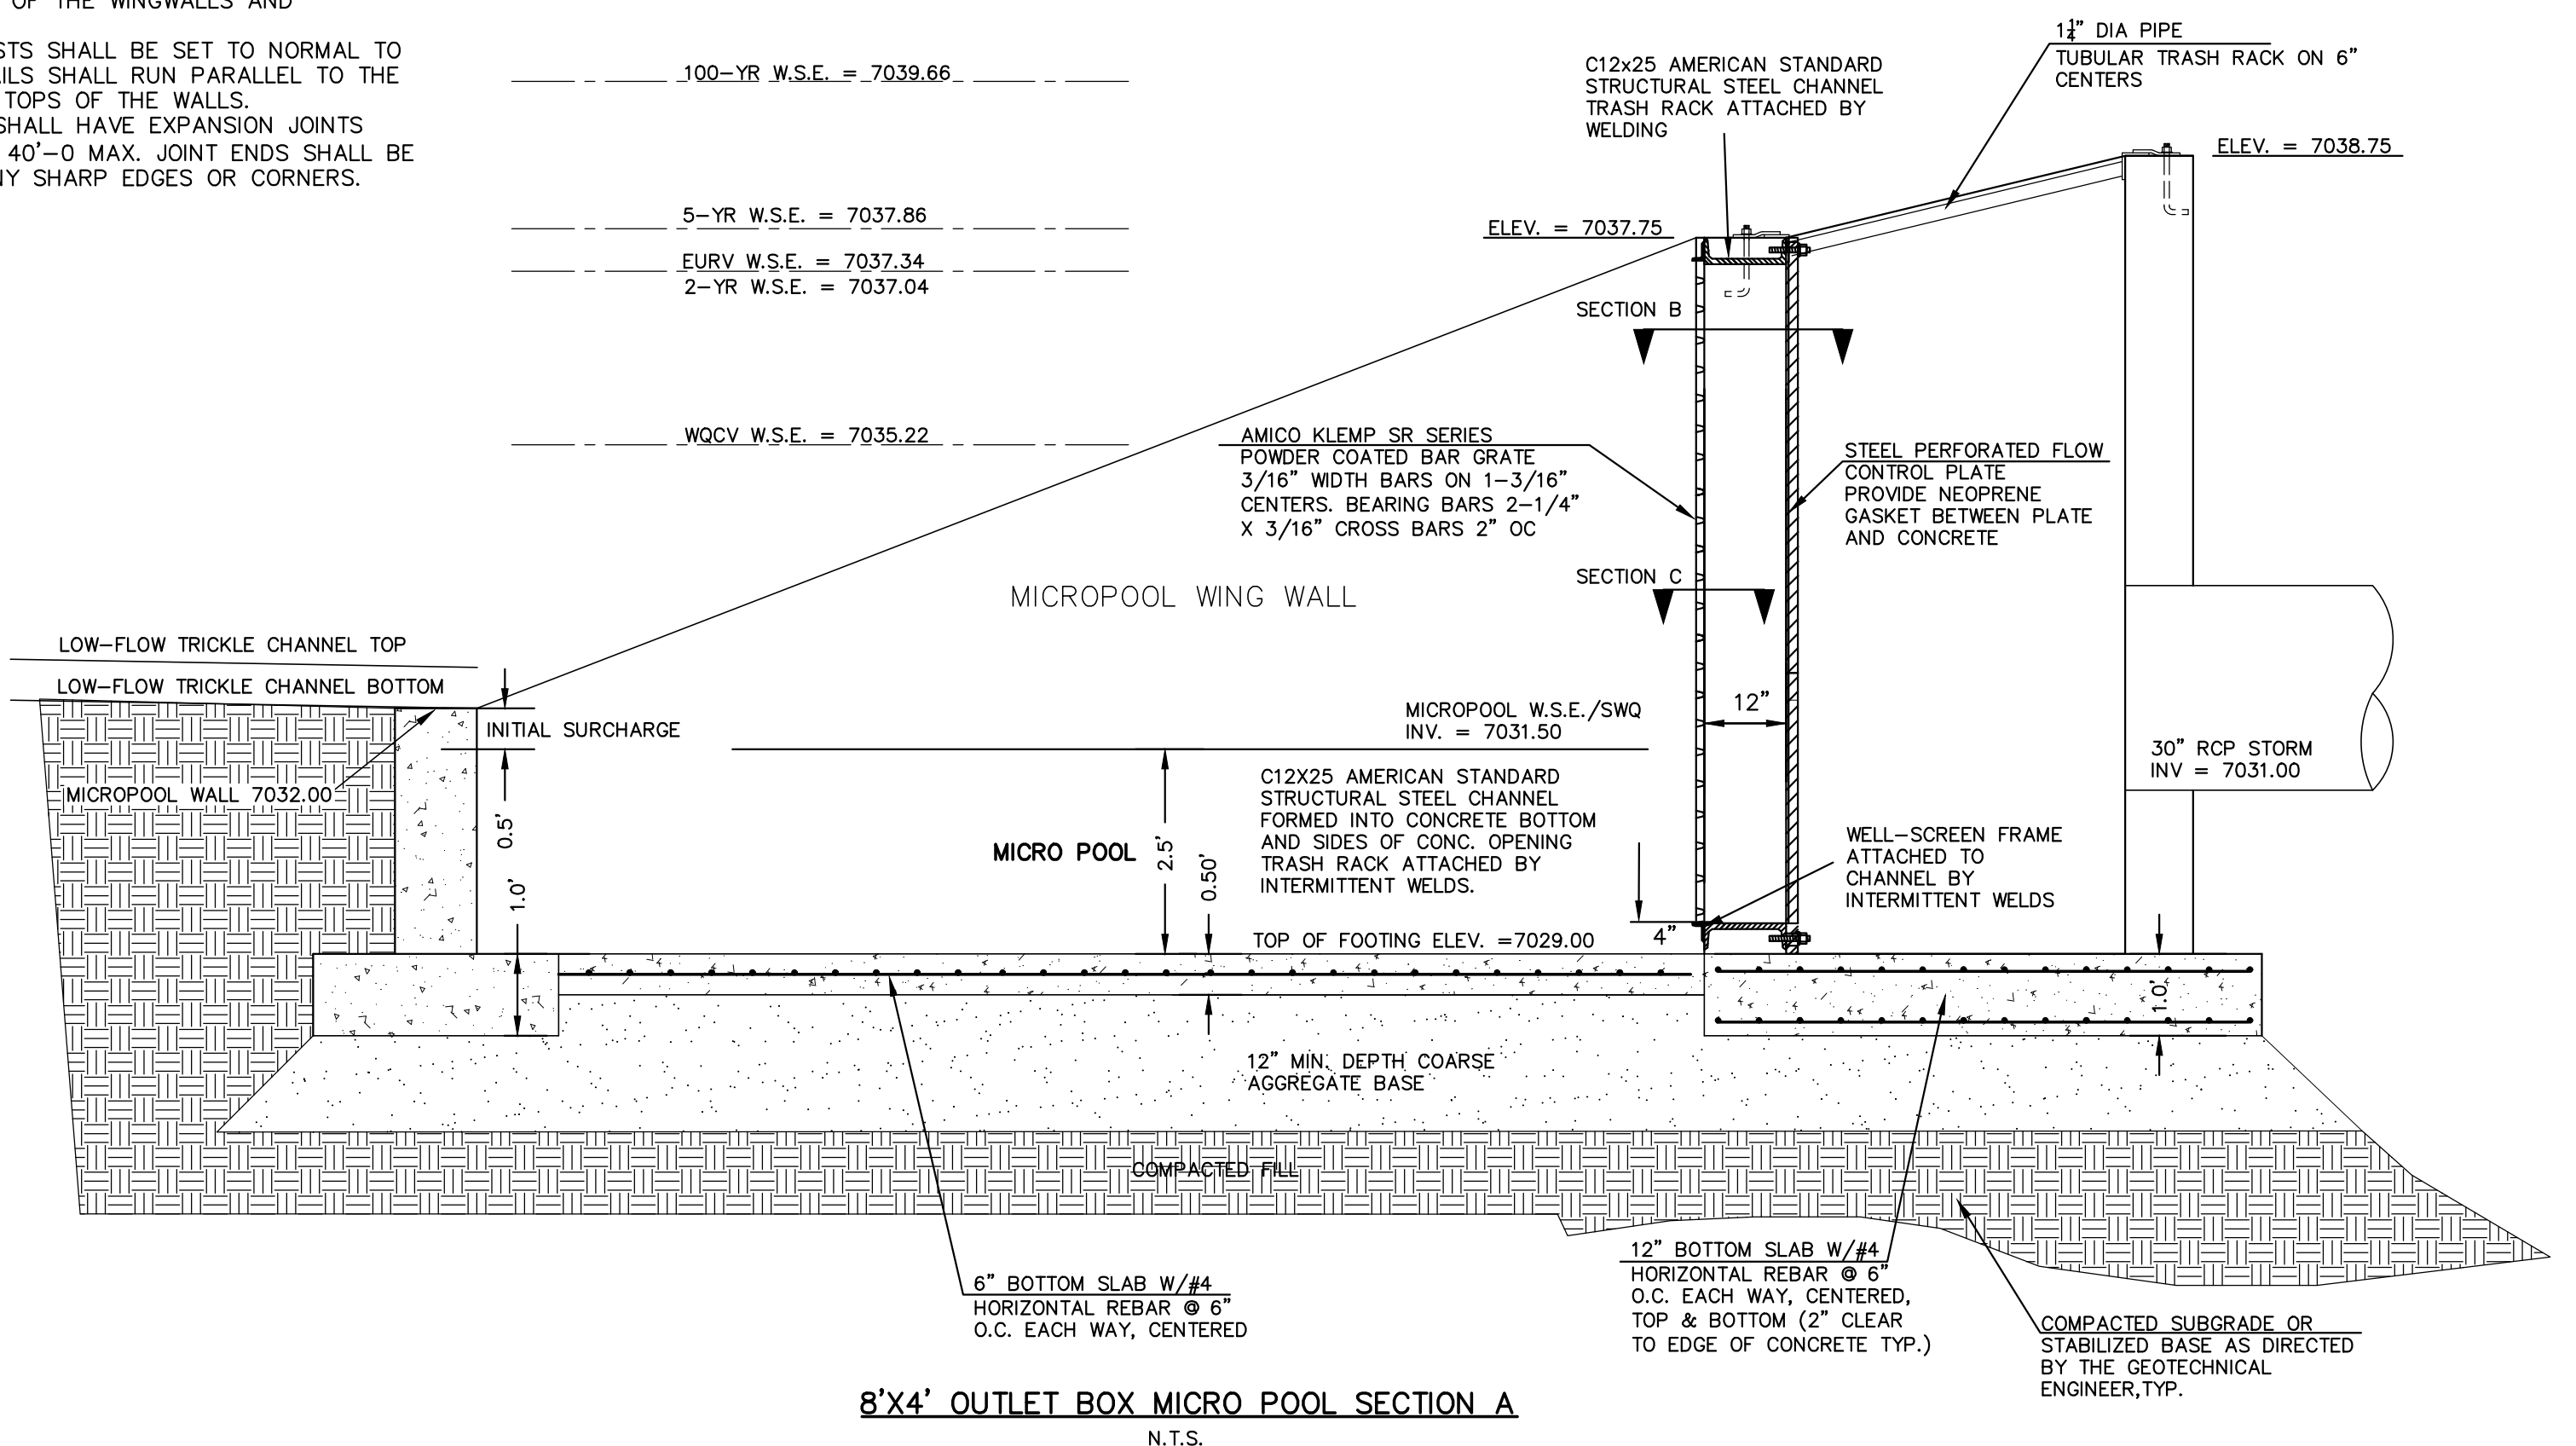 OF THE WINGWALLS AND
STS SHALL BE SET TO NORMAL TO
AILS SHALL RUN PARALLEL TO THE
TOPS OF THE WALLS.
SHALL HAVE EXPANSION JOINTS
40'-0 MAX. JOINT ENDS SHALL BE
NY SHARP EDGES OR CORNERS.
100-YR W.S.E. = 7039.66
5-YR W.S.E. = 7037.86
EURV W.S.E. = 7037.34
2-YR W.S.E. = 7037.04
WQCV W.S.E. = 7035.22
C12x25 AMERICAN STANDARD
STRUCTURAL STEEL CHANNEL
TRASH RACK ATTACHED BY
WELDING
1¼" DIA PIPE
TUBULAR TRASH RACK ON 6"
CENTERS
ELEV. = 7038.75
ELEV. = 7037.75
SECTION B
AMICO KLEMP SR SERIES
POWDER COATED BAR GRATE
3/16" WIDTH BARS ON 1-3/16"
CENTERS. BEARING BARS 2-1/4"
X 3/16" CROSS BARS 2" OC
STEEL PERFORATED FLOW
CONTROL PLATE
PROVIDE NEOPRENE
GASKET BETWEEN PLATE
AND CONCRETE
SECTION C
MICROPOOL WING WALL
LOW-FLOW TRICKLE CHANNEL TOP
LOW-FLOW TRICKLE CHANNEL BOTTOM
INITIAL SURCHARGE
MICROPOOL WALL 7032.00
0.5'
1.0'
MICROPOOL W.S.E./SWQ
INV. = 7031.50
12"
30" RCP STORM
INV = 7031.00
MICRO POOL
2.5'
0.50'
C12X25 AMERICAN STANDARD
STRUCTURAL STEEL CHANNEL
FORMED INTO CONCRETE BOTTOM
AND SIDES OF CONC. OPENING
TRASH RACK ATTACHED BY
INTERMITTENT WELDS.
WELL-SCREEN FRAME
ATTACHED TO
CHANNEL BY
INTERMITTENT WELDS
4"
TOP OF FOOTING ELEV. =7029.00
1.0'
12" MIN. DEPTH COARSE
AGGREGATE BASE
COMPACTED FILL
6" BOTTOM SLAB W/#4
HORIZONTAL REBAR @ 6"
O.C. EACH WAY, CENTERED
12" BOTTOM SLAB W/#4
HORIZONTAL REBAR @ 6"
O.C. EACH WAY, CENTERED,
TOP & BOTTOM (2" CLEAR
TO EDGE OF CONCRETE TYP.)
COMPACTED SUBGRADE OR
STABILIZED BASE AS DIRECTED
BY THE GEOTECHNICAL
ENGINEER,TYP.
8'X4' OUTLET BOX MICRO POOL SECTION A
N.T.S.